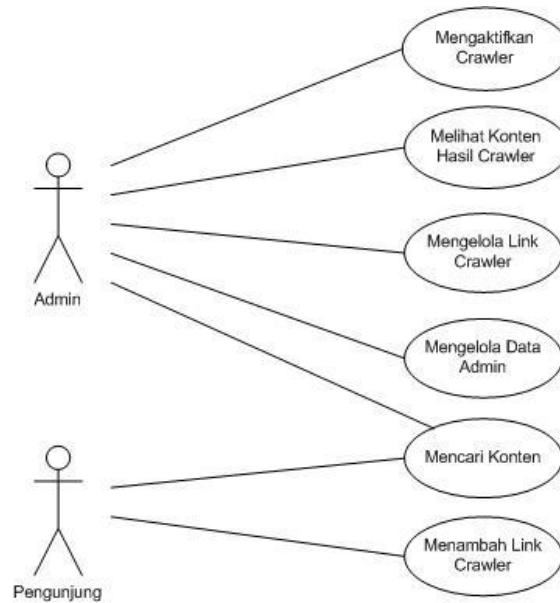 Mengaktifkan
Crawler
Melihat Konten
Hasil Crawler
Mengelola Link
Crawler
Admin
Mengelola Data
Admin
Mencari Konten
Menambah Link
Crawler
Pengunjung